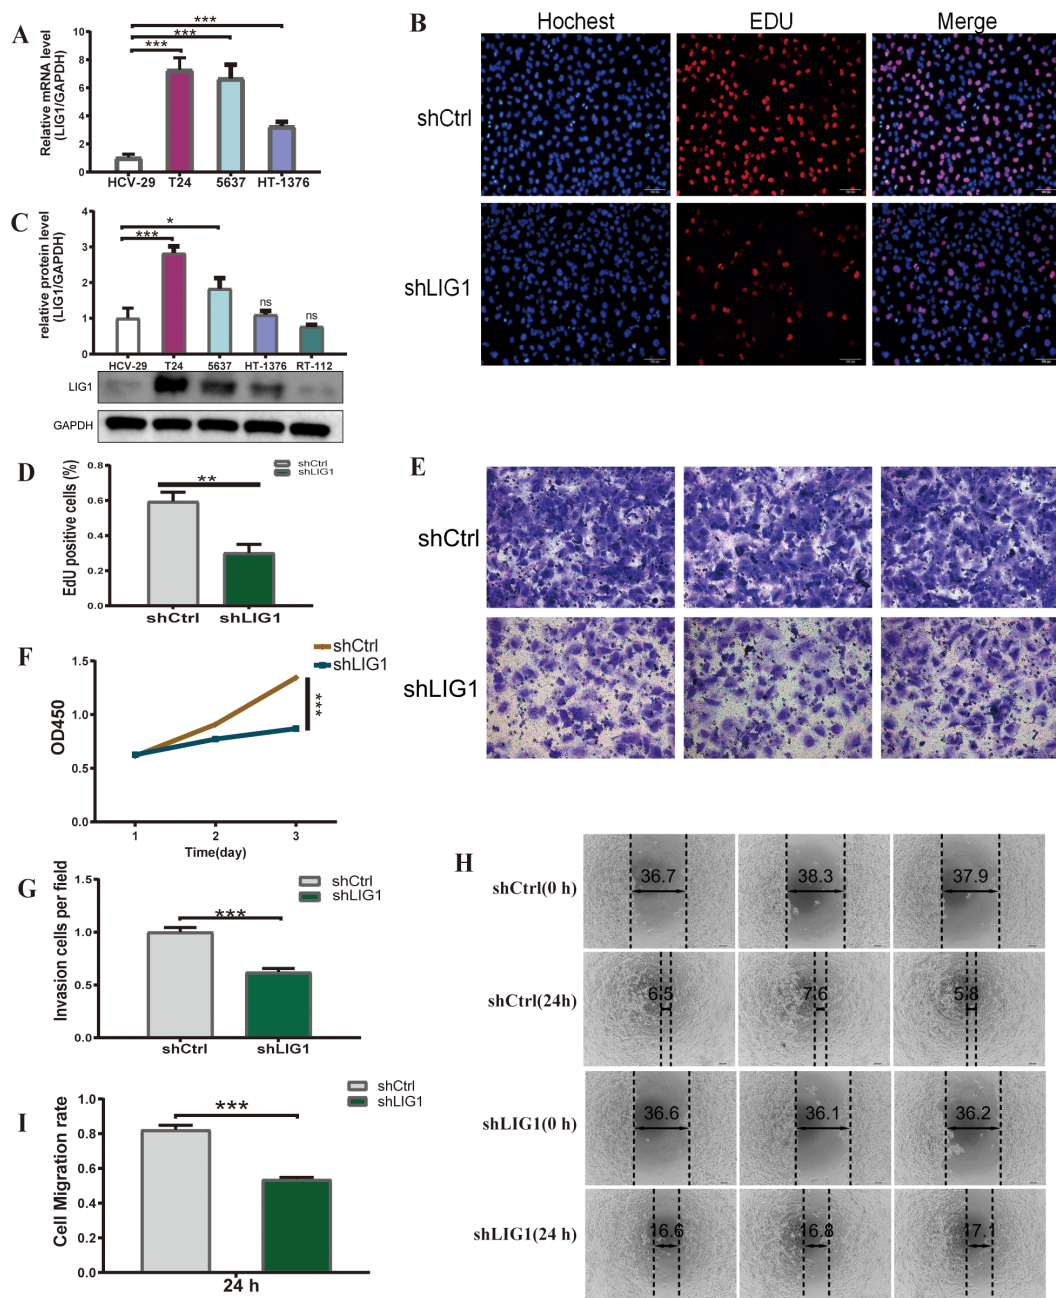 A
Relative mRNA level
(LIG1/GAPDH)
10
8
6
4
2
0
***
***
***
HCV-29 T24 5637 HT-1376
B
Hochest EDU Merge
shCtrl
shLIG1
C
relative protein level
(LIG1/GAPDH)
4
3
2
1
0
***
*
ns
ns
HCV-29 T24 5637 HT-1376 RT-112
LIG1
GAPDH
D
EdU positive cells (%)
0.8
0.6
0.4
0.2
0.0
**
shCtrl
shLIG1
shCtrl shLIG1
E
shCtrl
shLIG1
F
OD450
1.5
1.0
0.5
0.0
shCtrl
shLIG1
***
1 2 3
Time(day)
G
Invasion cells per field
1.5
1.0
0.5
0.0
***
shCtrl
shLIG1
shCtrl shLIG1
H
shCtrl(0 h)
36.7 38.3 37.9
shCtrl(24h)
6.5 7.6 5.8
shLIG1(0 h)
36.6 36.1 36.2
shLIG1(24 h)
16.6 16.8 17.1
I
Cell Migration rate
1.0
0.8
0.6
0.4
0.2
0.0
***
shCtrl
shLIG1
24 h